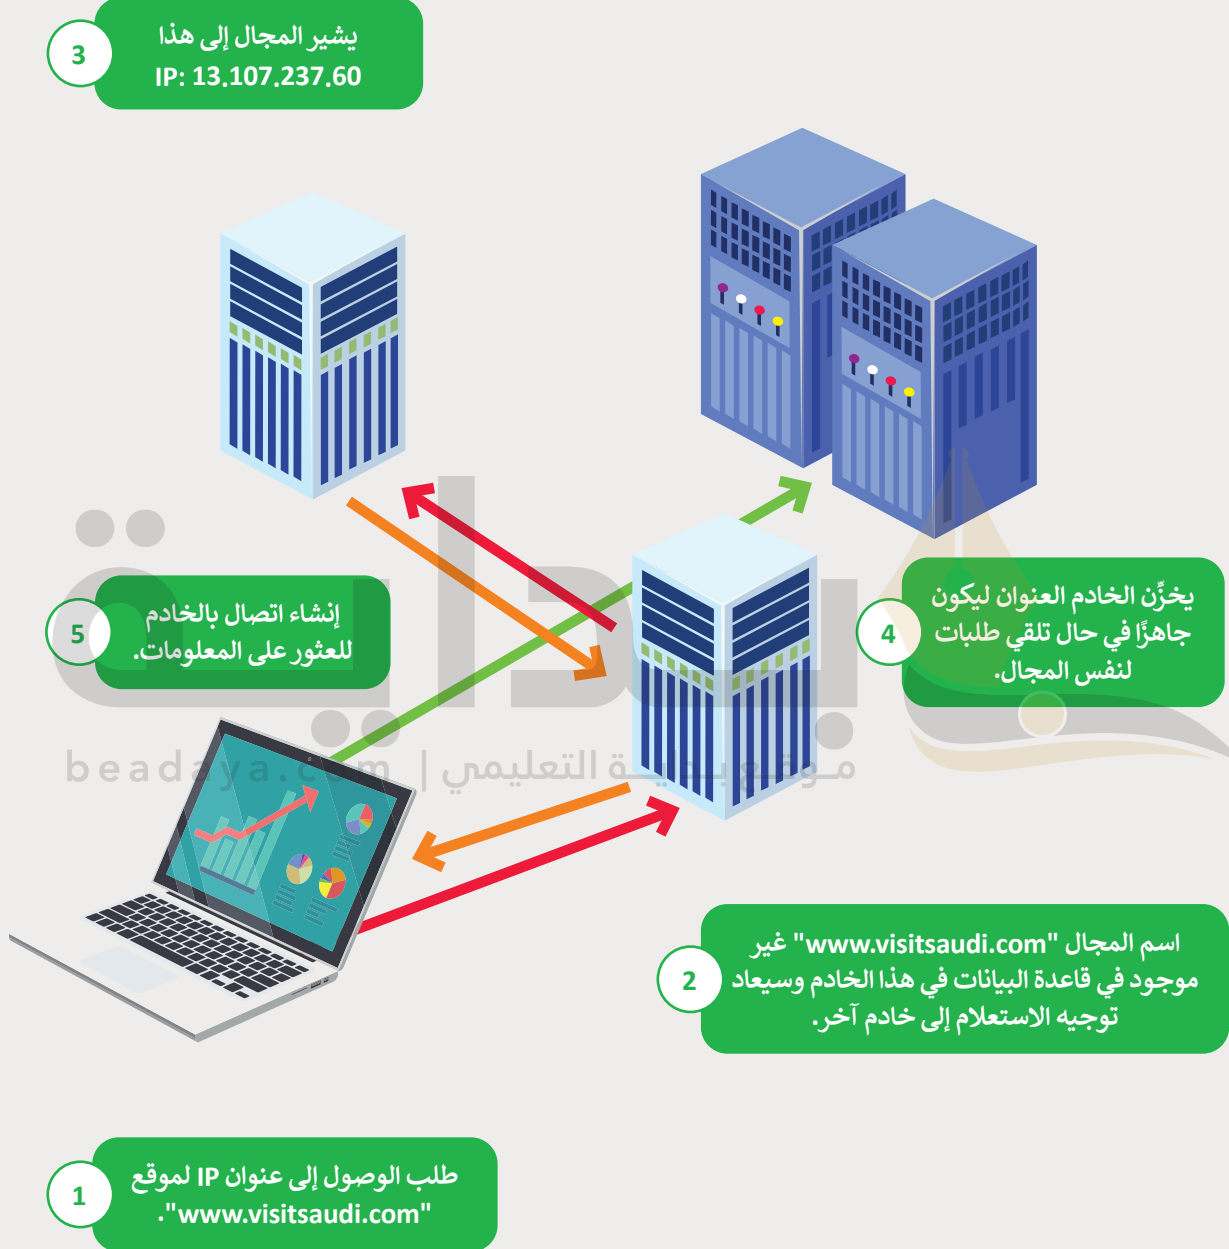 3
يشير المجال إلى هذا
IP: 13.107.237.60
يخزِّن الخادم العنوان ليكون
جاهزًا في حال تلقي طلبات
لنفس المجال.
4
إنشاء اتصال بالخادم
للعثور على المعلومات.
5
بداية
موقع بداية التعليمي | beadaya.com
اسم المجال "www.visitsaudi.com" غير
موجود في قاعدة البيانات في هذا الخادم وسيعاد
توجيه الاستعلام إلى خادم آخر.
2
طلب الوصول إلى عنوان IP لموقع
"www.visitsaudi.com".
1